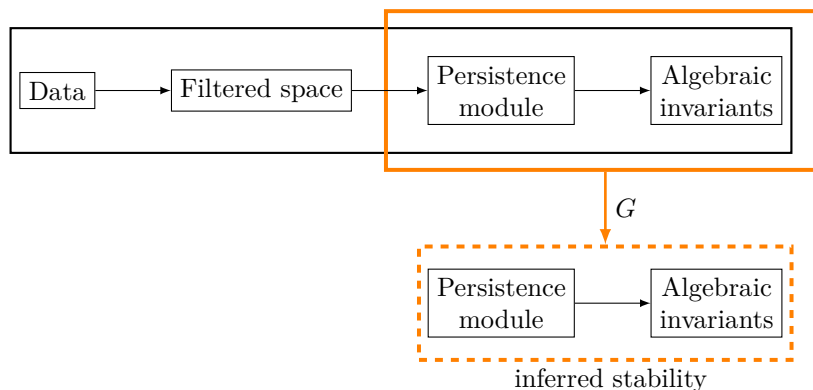 Data
Filtered space
Persistence
module
Algebraic
invariants
G
Persistence
module
Algebraic
invariants
inferred stability